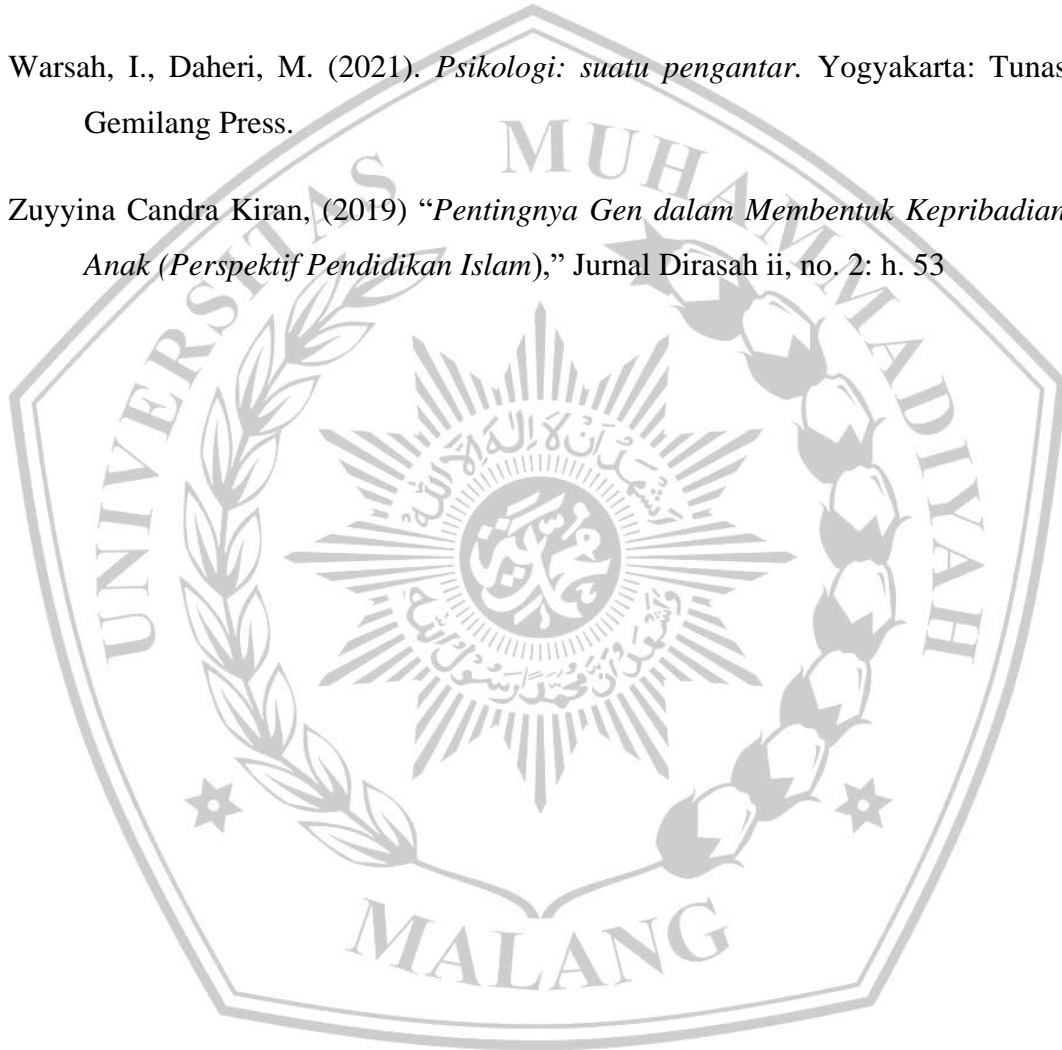 Warsah, I., Daheri, M. (2021). Psikologi: suatu pengantar. Yogyakarta: Tunas
Gemilang Press.
Zuyyina Candra Kiran, (2019) “Pentingnya Gen dalam Membentuk Kepribadian
Anak (Perspektif Pendidikan Islam),” Jurnal Dirasah ii, no. 2: h. 53
UNIVERSITAS MUHAMMADIYAH
MALANG